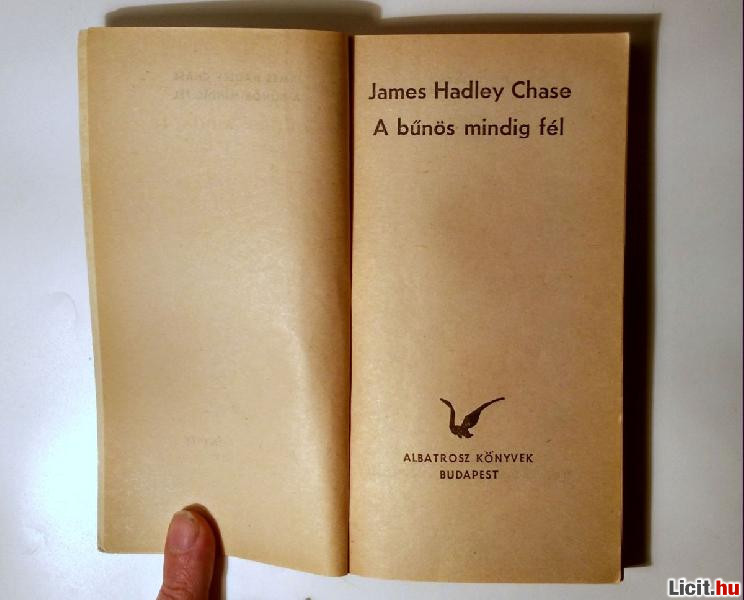 James Hadley Chase
A bűnös mindig fél
ALBATROSZ KÖNYVEK
BUDAPEST
Licit.hu